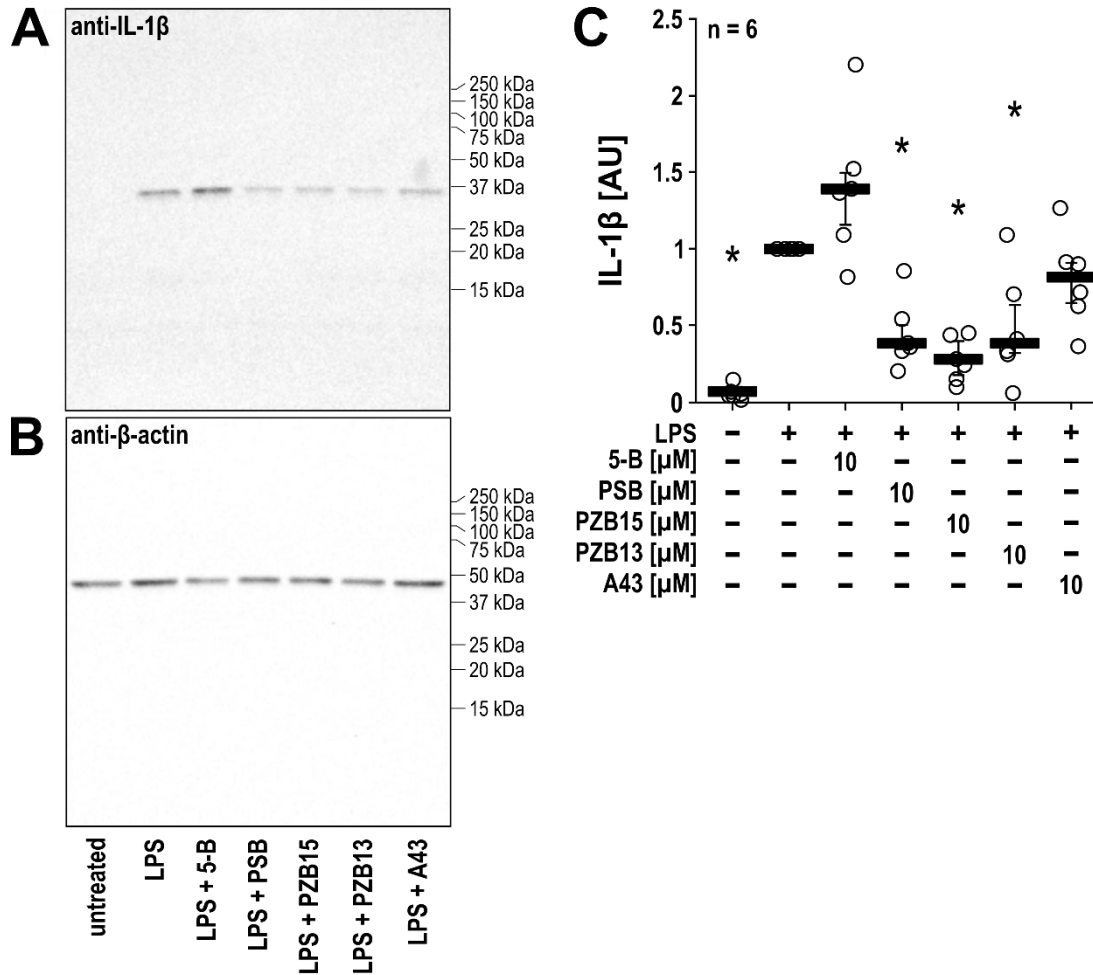 A
anti-IL-1β
250 kDa
150 kDa
100 kDa
75 kDa
50 kDa
37 kDa
25 kDa
20 kDa
15 kDa
B
anti-β-actin
250 kDa
150 kDa
100 kDa
75 kDa
50 kDa
37 kDa
25 kDa
20 kDa
15 kDa
untreated
LPS
LPS + 5-B
LPS + PSB
LPS + PZB15
LPS + PZB13
LPS + A43
C
n = 6
IL-1β [AU]
2.5
2
1.5
1
0.5
0
* * * *
LPS – + + + + + +
5-B [µM] – – 10 – – – –
PSB [µM] – – – 10 – – –
PZB15 [µM] – – – – 10 – –
PZB13 [µM] – – – – – 10 –
A43 [µM] – – – – – – 10